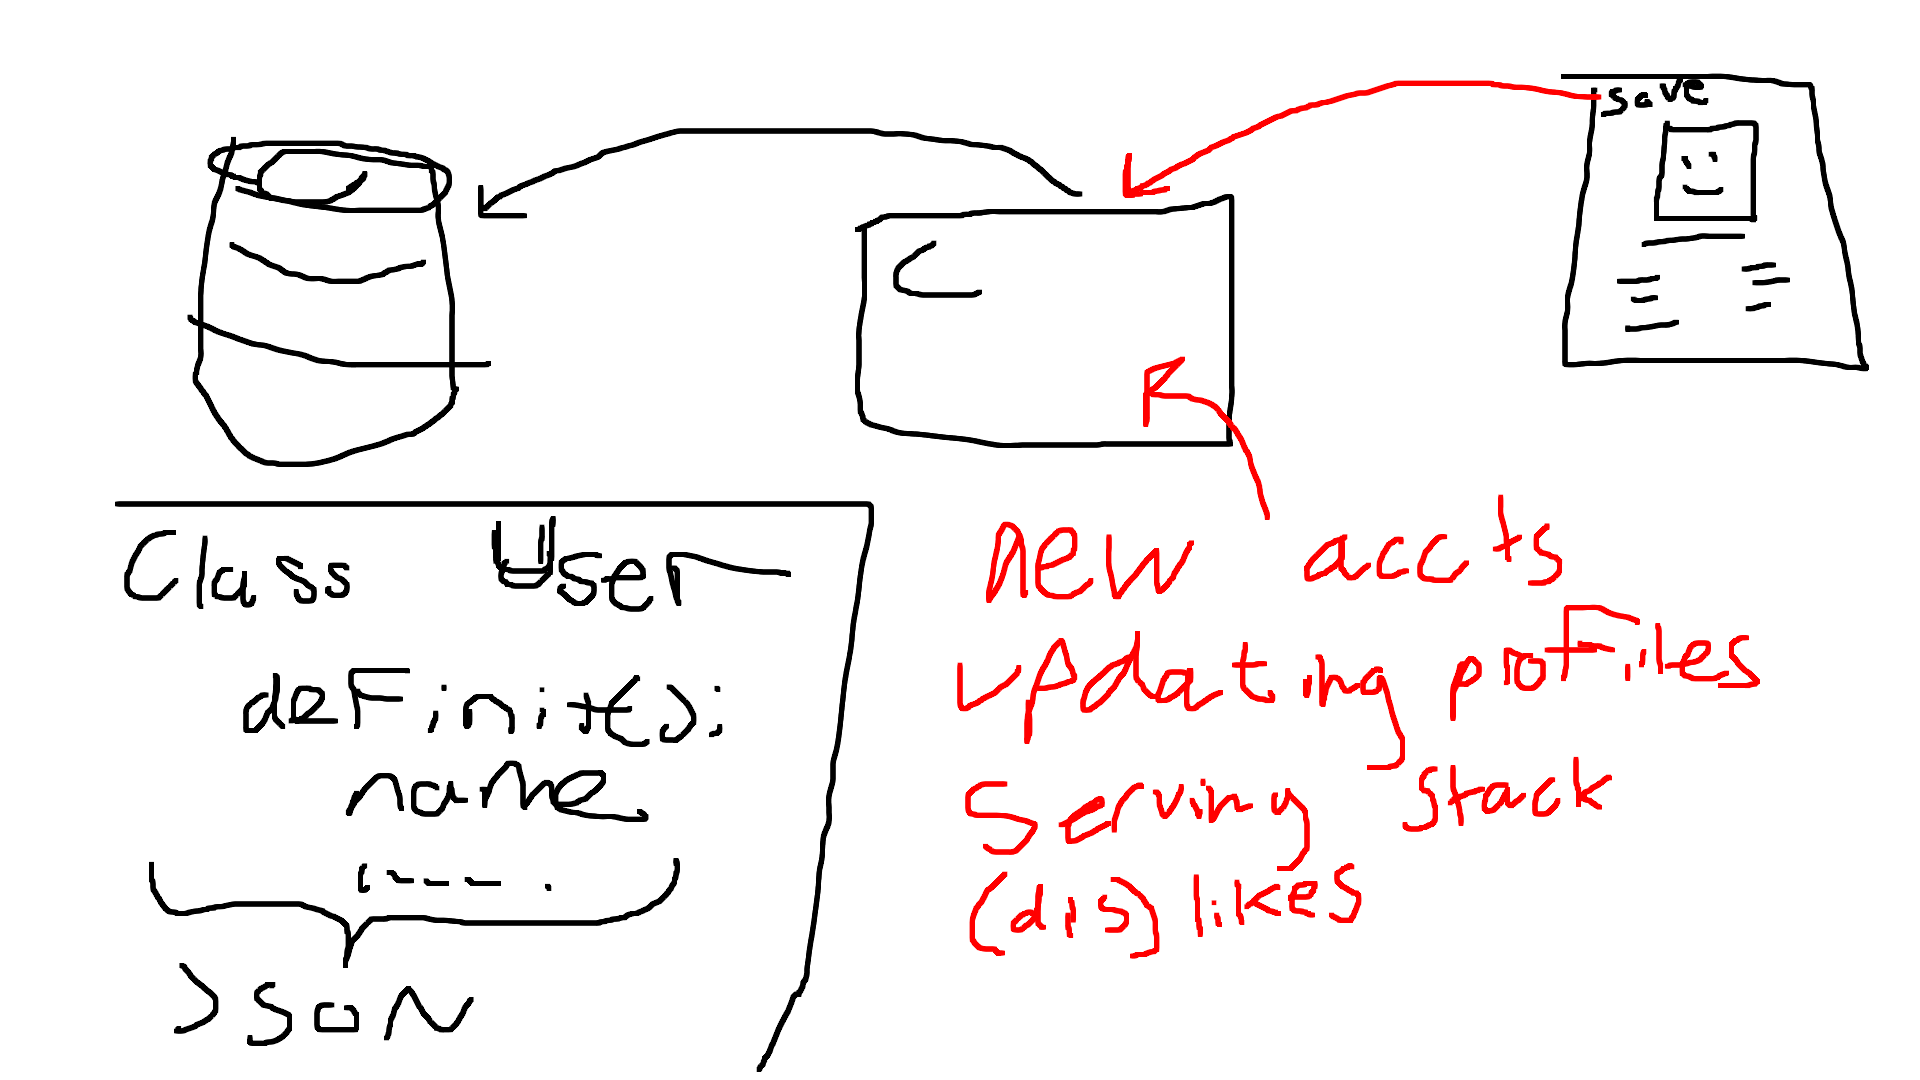 save
Class User
def init():
name
JSON
new accts
updating profiles
serving stack
(dis)likes